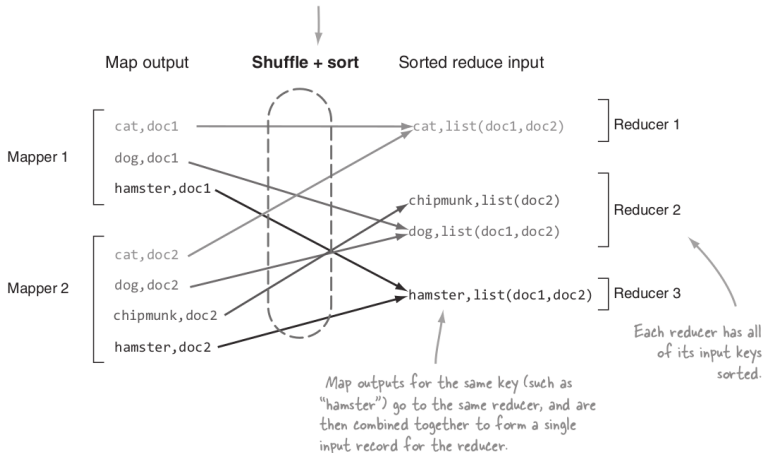 Map output
Shuffle + sort
Sorted reduce input
Mapper 1
cat,doc1
dog,doc1
hamster,doc1
Mapper 2
cat,doc2
dog,doc2
chipmunk,doc2
hamster,doc2
cat,list(doc1,doc2)
Reducer 1
chipmunk,list(doc2)
dog,list(doc1,doc2)
Reducer 2
hamster,list(doc1,doc2)
Reducer 3
Each reducer has all
of its input keys
sorted.
Map outputs for the same key (such as
"hamster") go to the same reducer, and are
then combined together to form a single
input record for the reducer.